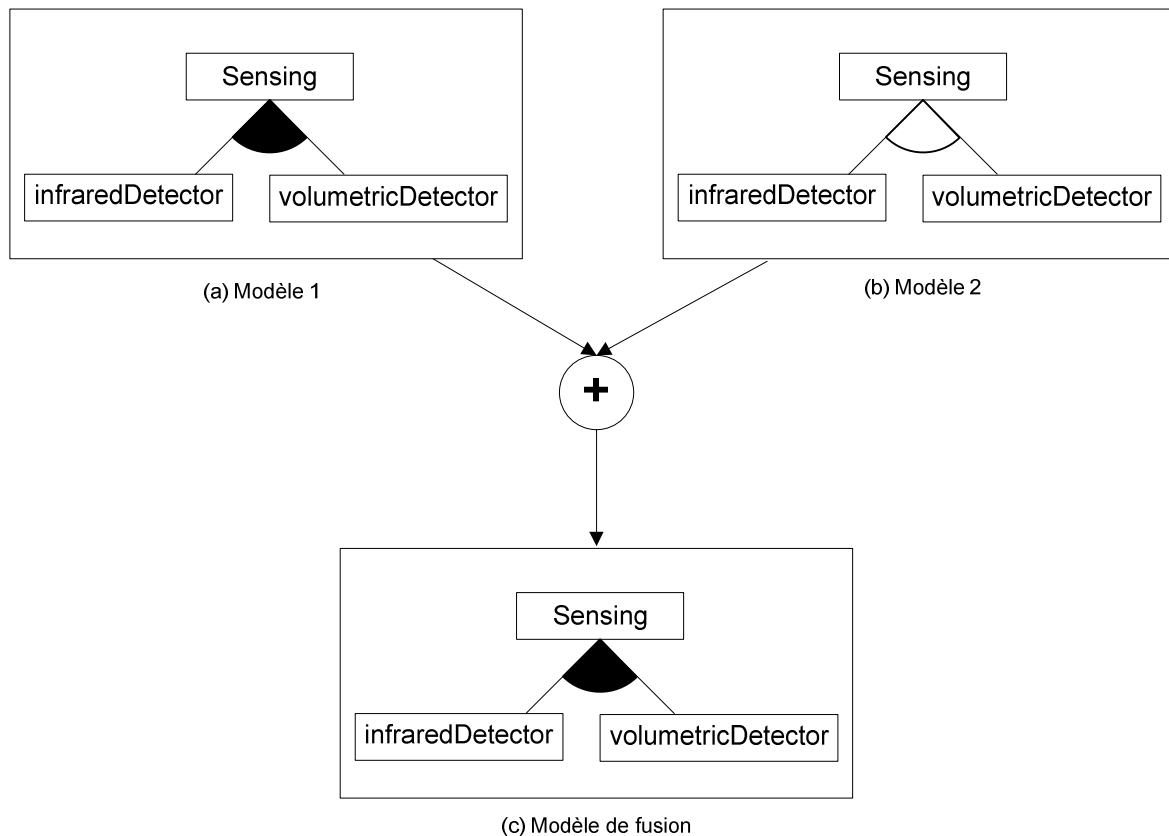 Sensing
infraredDetector
volumetricDetector
(a) Modèle 1
Sensing
infraredDetector
volumetricDetector
(b) Modèle 2
+
Sensing
infraredDetector
volumetricDetector
(c) Modèle de fusion